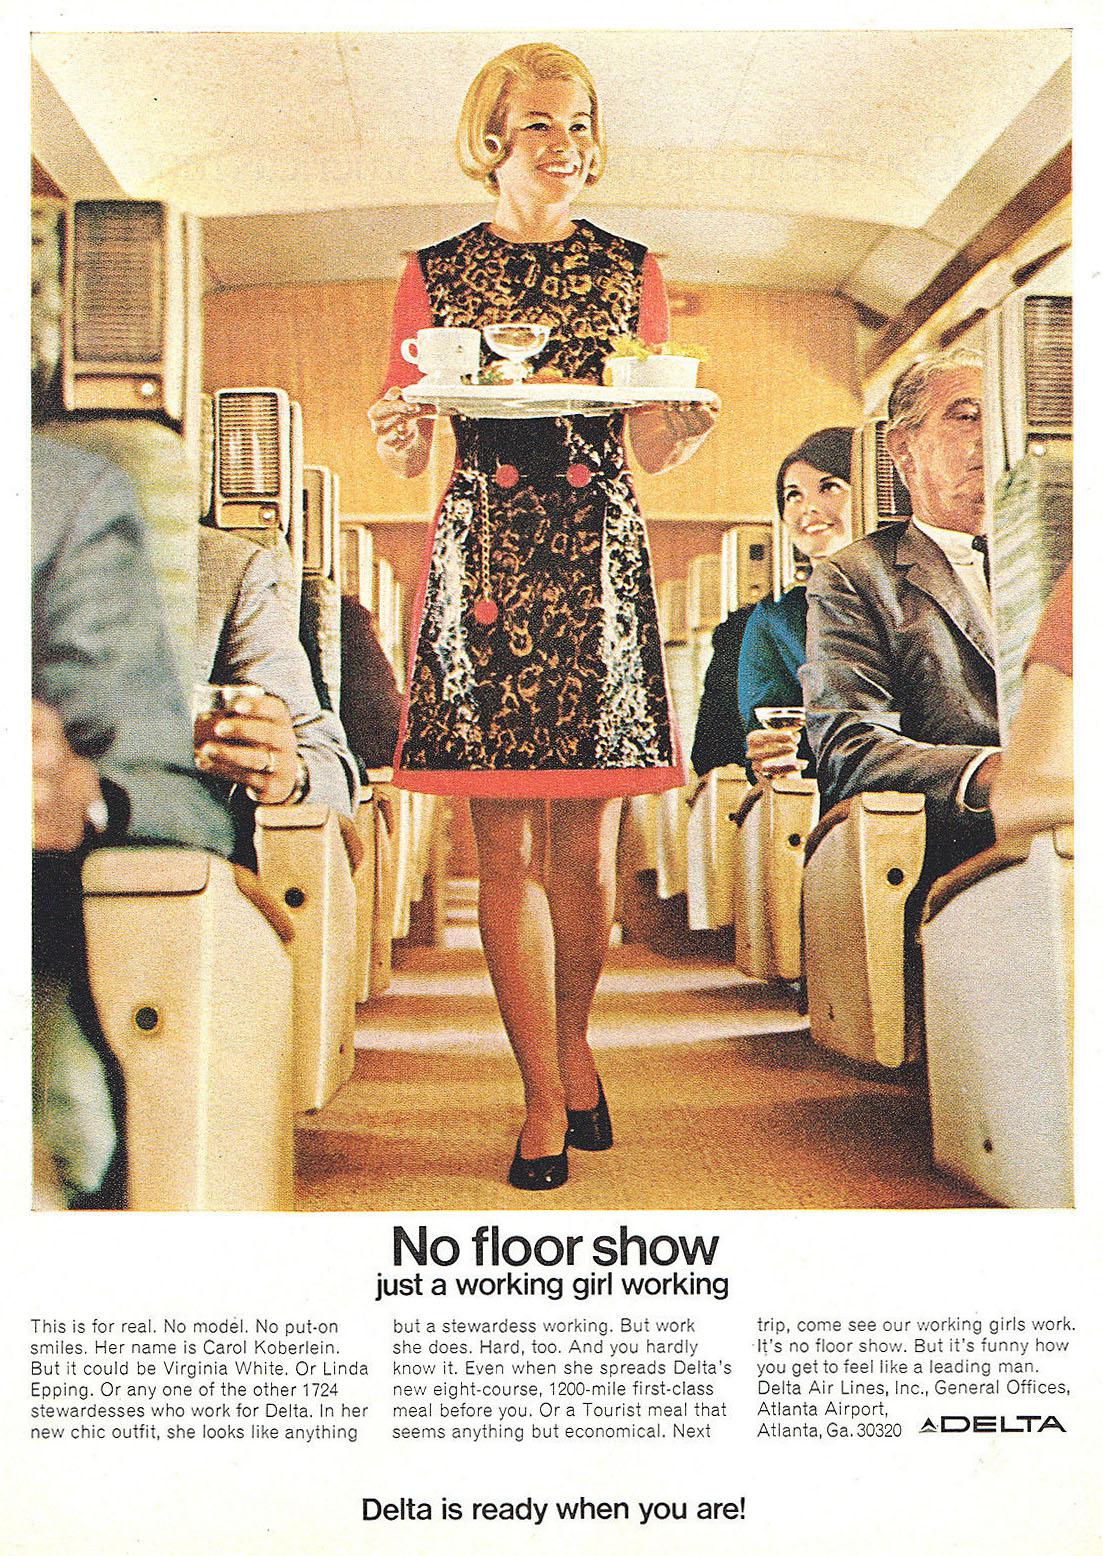 No floor show
just a working girl working
This is for real. No model. No put-on
smiles. Her name is Carol Koberlein.
But it could be Virginia White. Or Linda
Epping. Or any one of the other 1724
stewardesses who work for Delta. In her
new chic outfit, she looks like anything
but a stewardess working. But work
she does. Hard, too. And you hardly
know it. Even when she spreads Delta's
new eight-course, 1200-mile first-class
meal before you. Or a Tourist meal that
seems anything but economical. Next
trip, come see our working girls work.
It's no floor show. But it's funny how
you get to feel like a leading man.
Delta Air Lines, Inc., General Offices,
Atlanta Airport,
Atlanta, Ga. 30320
DELTA
Delta is ready when you are!